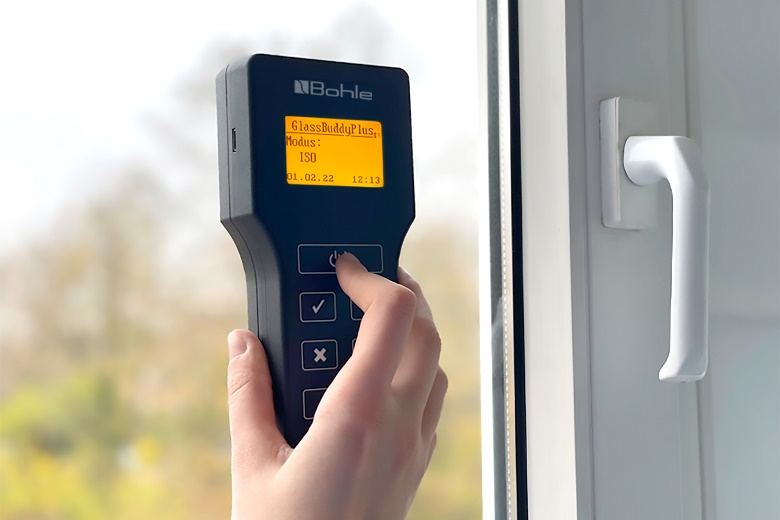 Bohle
GlassBuddyPlus
Modus:
ISO
01.02.22 12:13